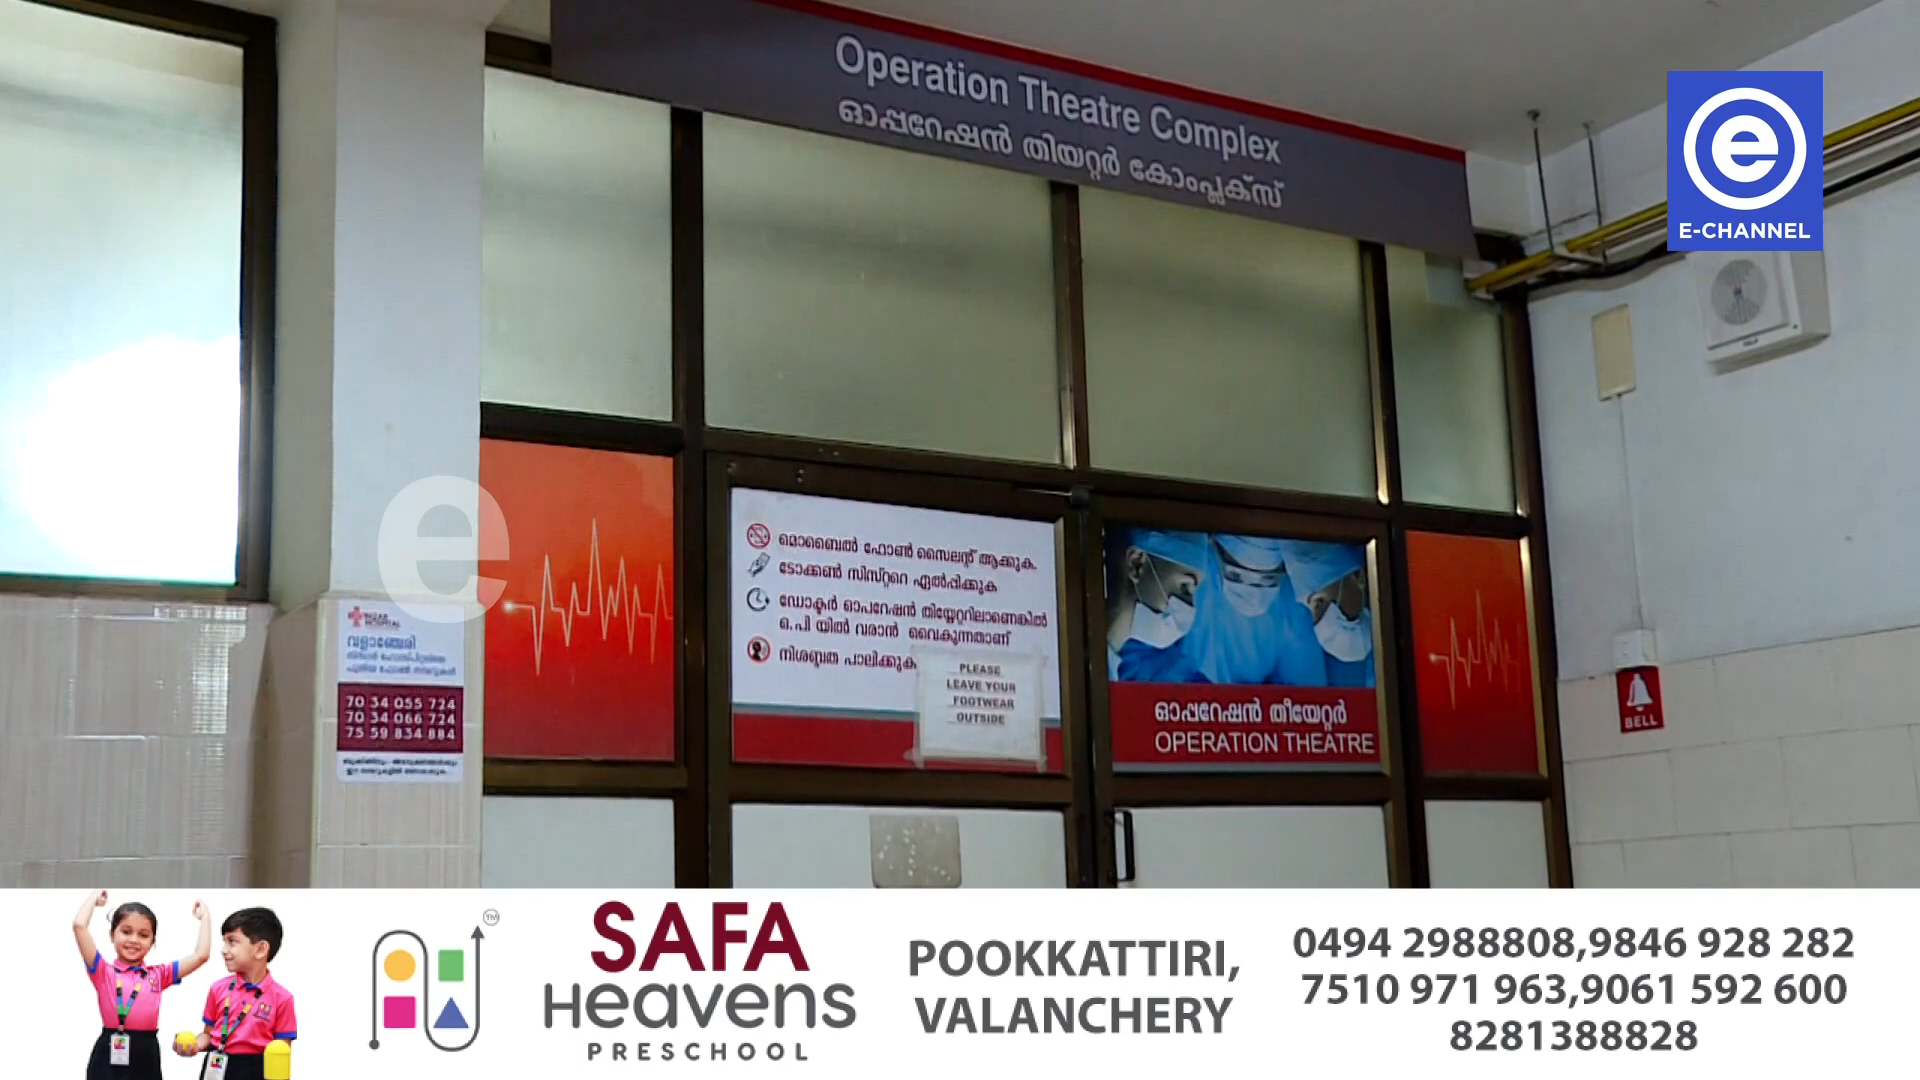 Operation Theatre Complex
ഓപ്പറേഷൻ തിയറ്റർ കോംപ്ലക്സ്
e
E-CHANNEL
മൊബൈൽ ഫോൺ സൈലന്റ് ആക്കുക.
ടോക്കൺ സിസ്റ്ററെ ഏൽപ്പിക്കുക
ഡോക്ടർ ഓപറേഷൻ തിയ്യേറ്ററിലാണെങ്കിൽ
ഒ.പി യിൽ വരാൻ വൈകുന്നതാണ്
നിശബ്ദത പാലിക്കുക
PLEASE
LEAVE YOUR
FOOTWEAR
OUTSIDE
ഓപ്പറേഷൻ തീയേറ്റർ
OPERATION THEATRE
BELL
e
HOSPITAL
വളാഞ്ചേരി
70 34 055 724
70 34 066 724
75 59 834 884
TM
SAFA
Heavens
PRESCHOOL
POOKKATTIRI,
VALANCHERY
0494 2988808,9846 928 282
7510 971 963,9061 592 600
8281388828